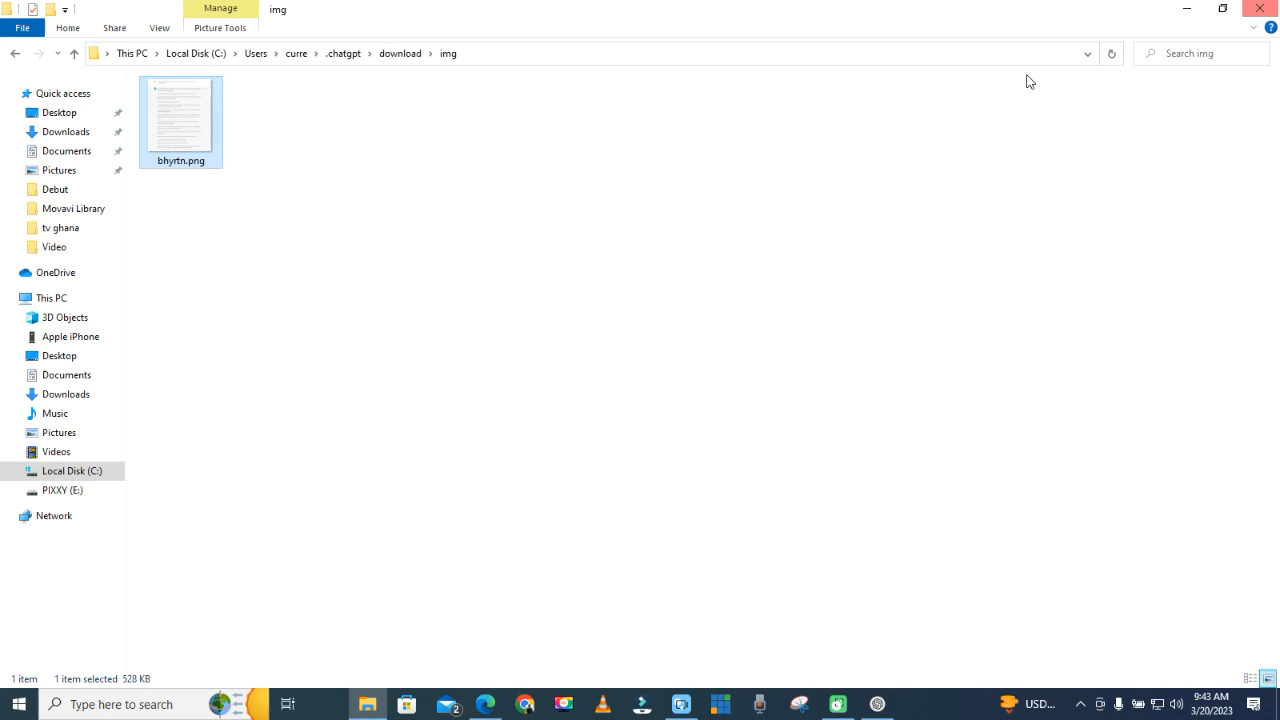 Manage
img
File
Home
Share
View
Picture Tools
This PC
Local Disk (C:)
Users
curre
.chatgpt
download
img
Search img
Quick access
Desktop
Downloads
Documents
Pictures
Debut
Movavi Library
tv ghana
Video
OneDrive
This PC
3D Objects
Apple iPhone
Desktop
Documents
Downloads
Music
Pictures
Videos
Local Disk (C:)
PIXXY (E:)
Network
bhyrtn.png
1 item
1 item selected 528 KB
Type here to search
2
USD...
9:43 AM
3/20/2023